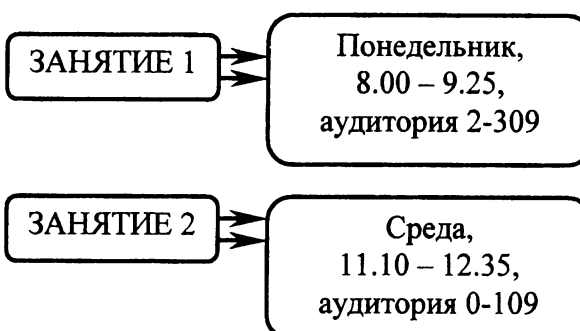 ЗАНЯТИЕ 1
Понедельник,
8.00 – 9.25,
аудитория 2-309
ЗАНЯТИЕ 2
Среда,
11.10 – 12.35,
аудитория 0-109